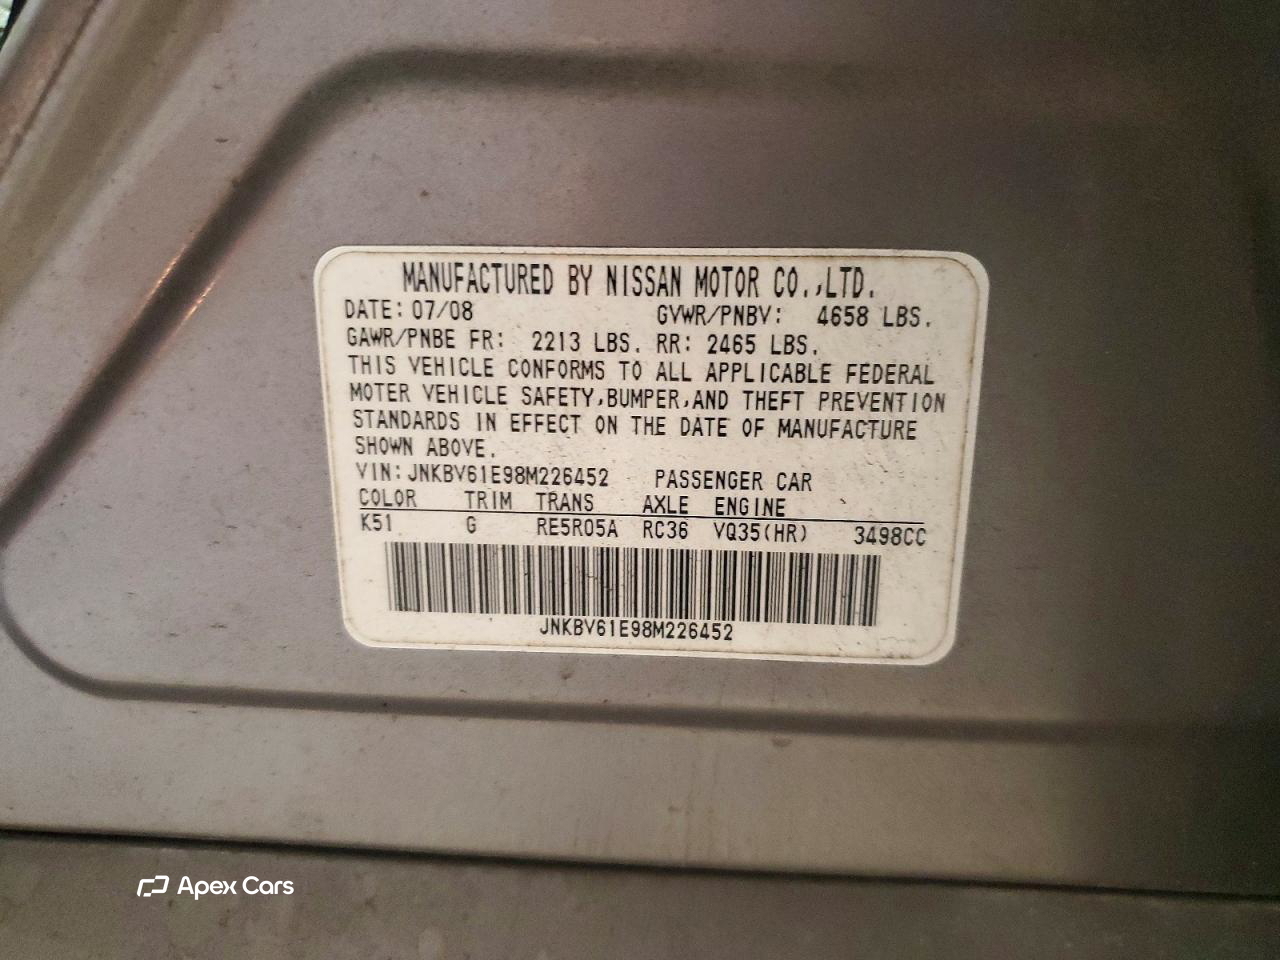 MANUFACTURED BY NISSAN MOTOR CO.,LTD.
DATE: 07/08 GVWR/PNBV: 4658 LBS.
GAWR/PNBE FR: 2213 LBS. RR: 2465 LBS.
THIS VEHICLE CONFORMS TO ALL APPLICABLE FEDERAL
MOTER VEHICLE SAFETY,BUMPER,AND THEFT PREVENTION
STANDARDS IN EFFECT ON THE DATE OF MANUFACTURE
SHOWN ABOVE.
VIN: JNKBV61E98M226452 PASSENGER CAR
COLOR TRIM TRANS AXLE ENGINE
K51 G RE5R05A RC36 VQ35(HR) 3498CC
JNKBV61E98M226452
Apex Cars